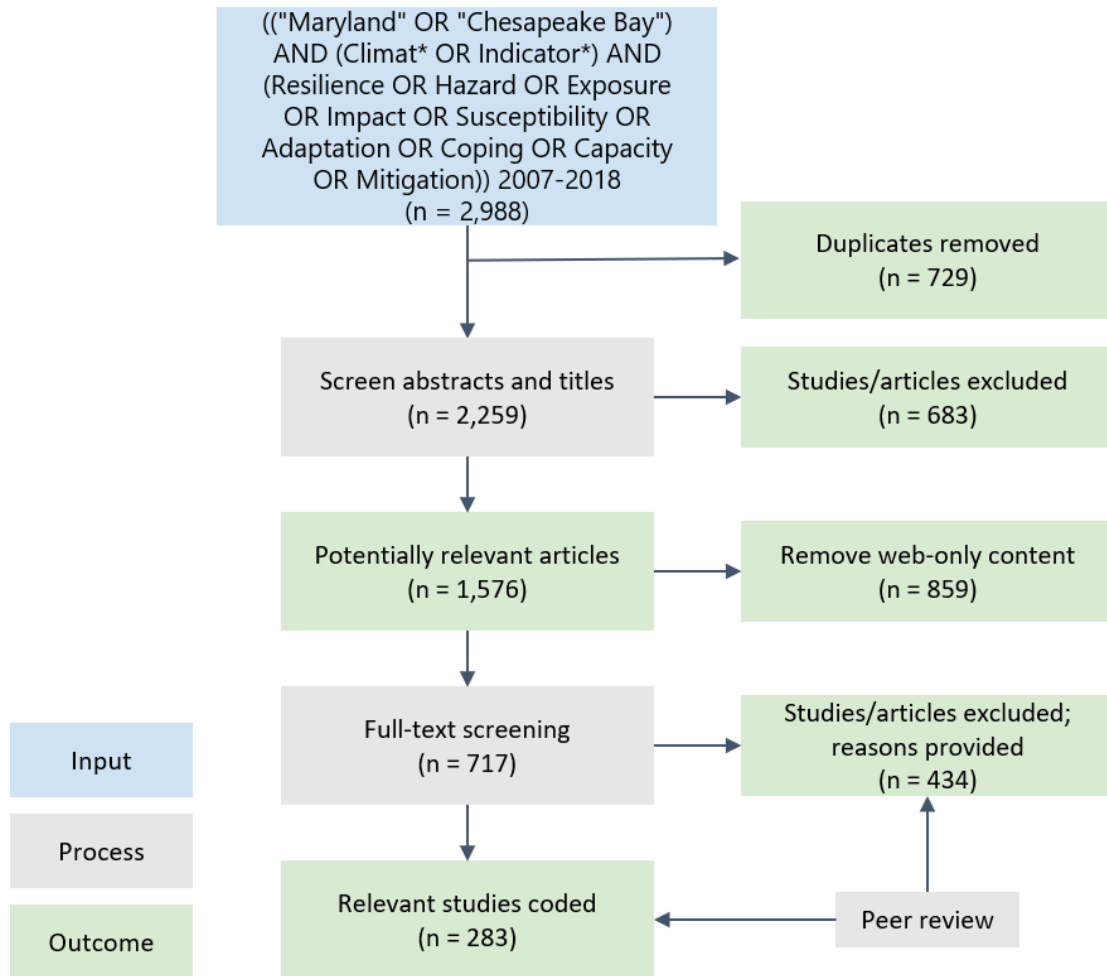 (("Maryland" OR "Chesapeake Bay")
AND (Climat* OR Indicator*) AND
(Resilience OR Hazard OR Exposure
OR Impact OR Susceptibility OR
Adaptation OR Coping OR Capacity
OR Mitigation)) 2007-2018
(n = 2,988)
Duplicates removed
(n = 729)
Screen abstracts and titles
(n = 2,259)
Studies/articles excluded
(n = 683)
Potentially relevant articles
(n = 1,576)
Remove web-only content
(n = 859)
Full-text screening
(n = 717)
Studies/articles excluded;
reasons provided
(n = 434)
Relevant studies coded
(n = 283)
Peer review
Input
Process
Outcome